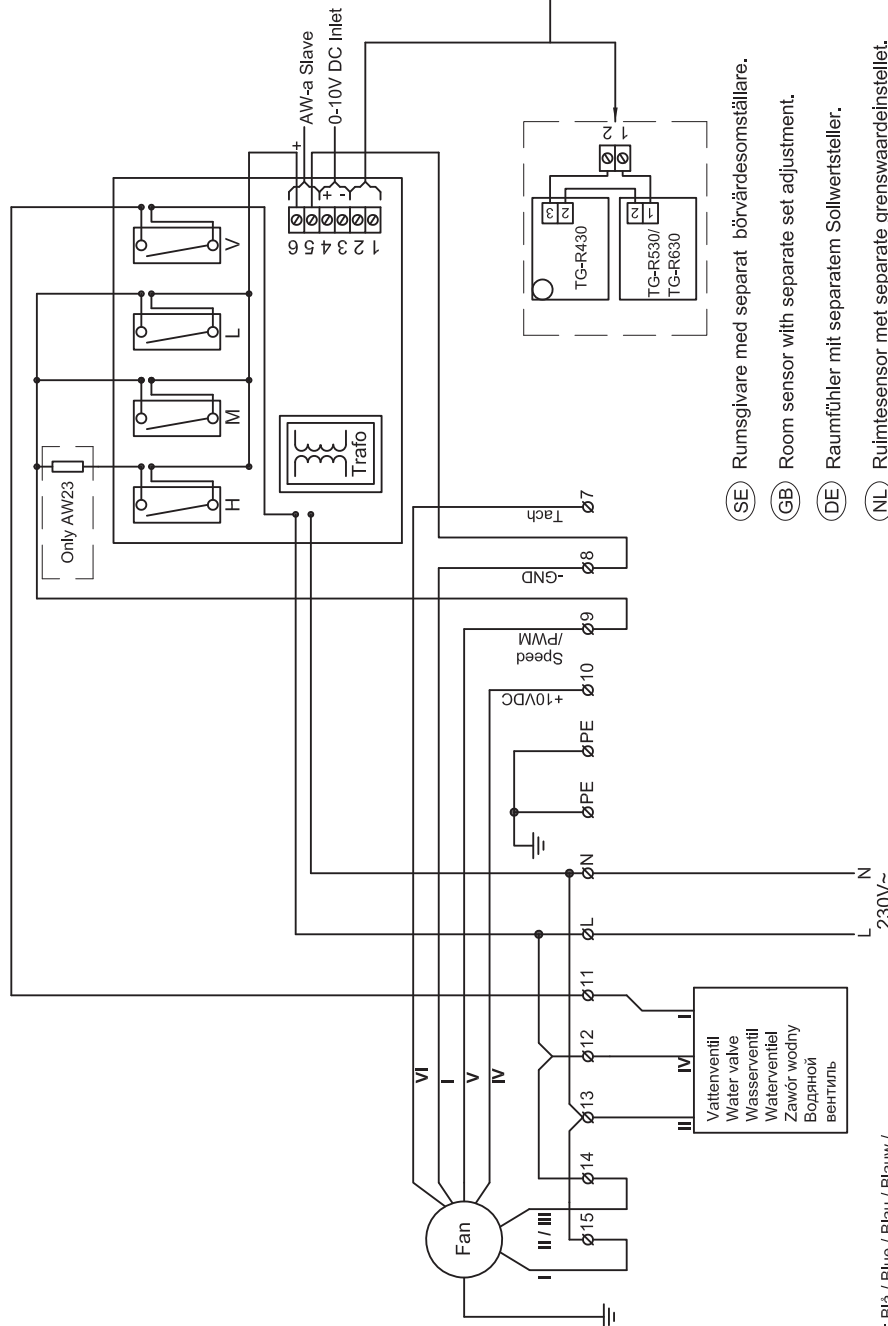 AW-a Slave
0-10V DC Inlet
+
6 5 4 3 2 1
+ -
V
L
M
H
Only AW23
Trafo
1 2
TG-R430
3 2
TG-R530/
TG-R630
2 1
SE Rumsgivare med separat börvärdesomställare.
GB Room sensor with separate set adjustment.
DE Raumfühler mit separatem Sollwertsteller.
NL Ruimtesensor met separate grenswaardeinstellet.
Tach
7
-GND
8
Speed
/PWM
9
+10VDC
10
PE
PE
N
L
11
12
13
14
15
N
L
230V~
VI
I
V
IV
Fan
II / III
I
I
IV
II
Vattenventil
Water valve
Wasserventil
Waterventiel
Zawór wodny
Водяной
вентиль
Blå / Blue / Blau / Blauw /